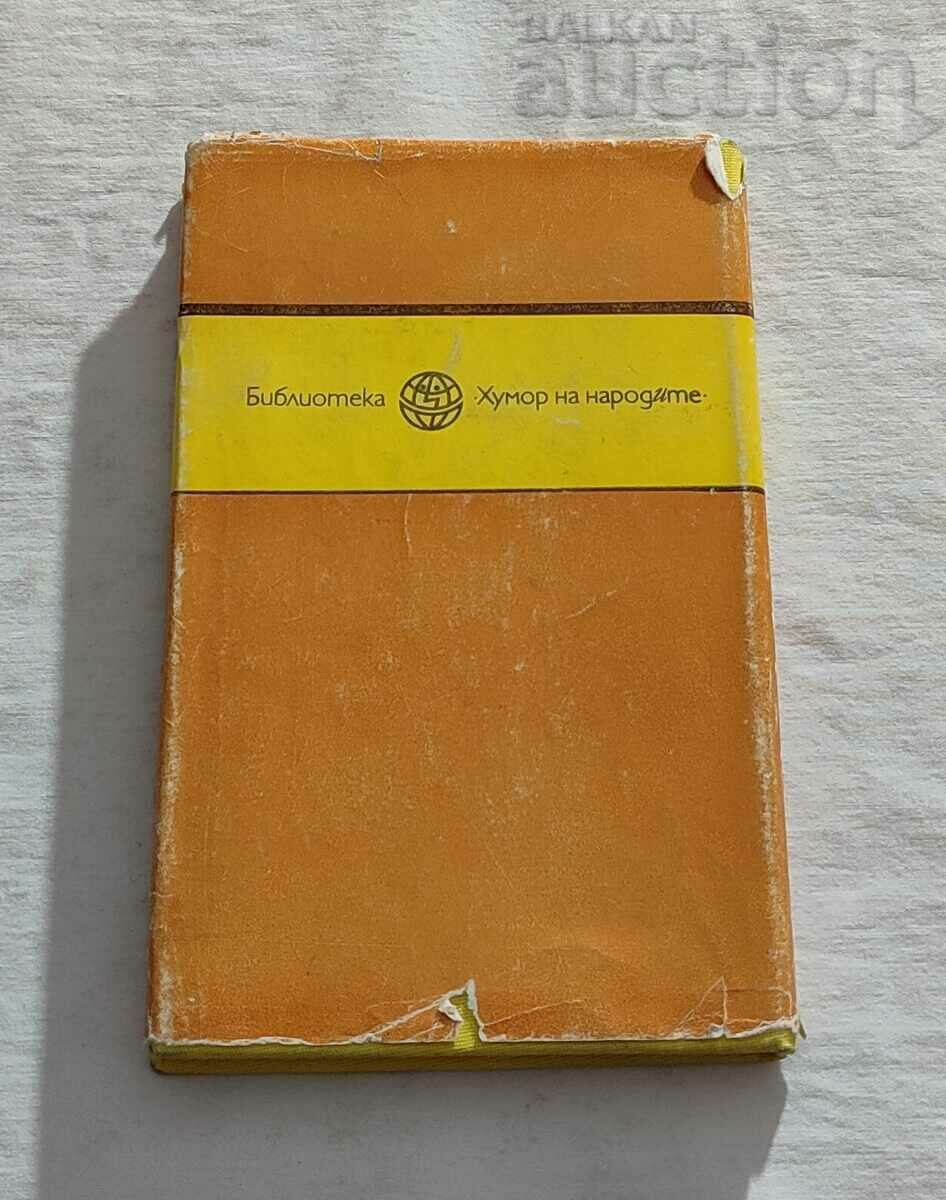 BALKAN
auction
Библиотека ·Хумор на народите·